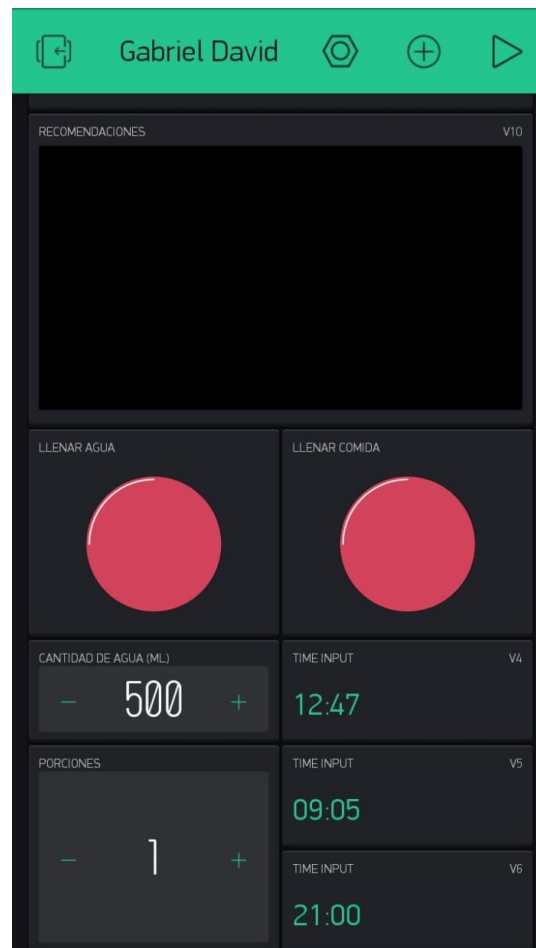 Gabriel David
RECOMENDACIONES V10
LLENAR AGUA LLENAR COMIDA
CANTIDAD DE AGUA (ML) TIME INPUT V4
– 500 + 12:47
PORCIONES TIME INPUT V5
09:05
– 1 +
TIME INPUT V6
21:00